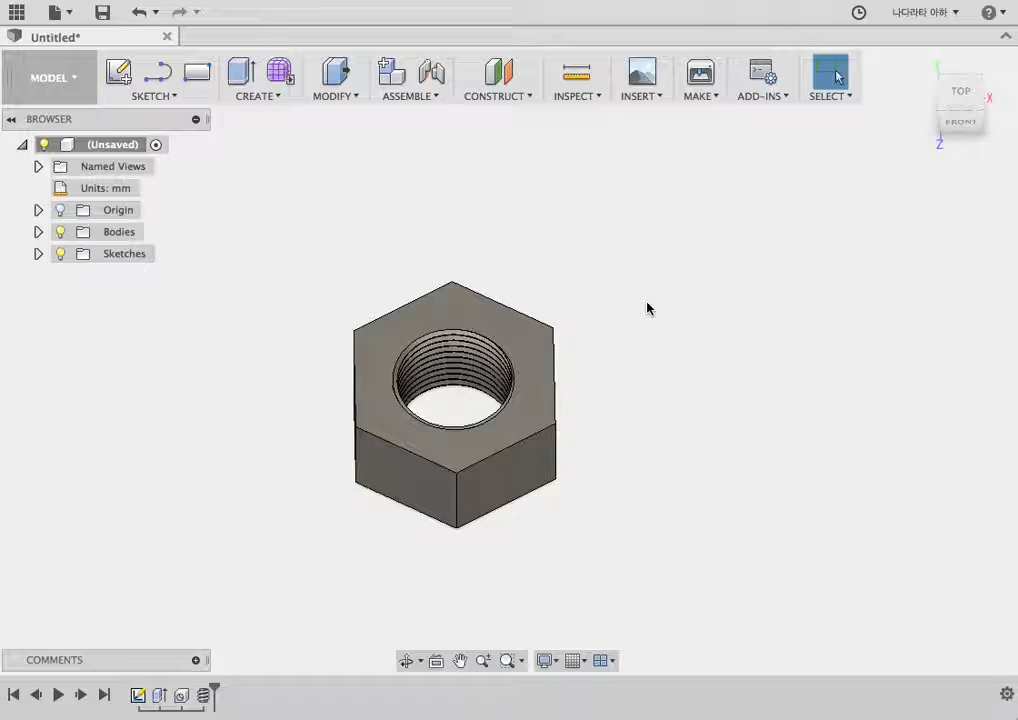 나다라타 아하
Untitled*
MODEL
SKETCH
CREATE
MODIFY
ASSEMBLE
CONSTRUCT
INSPECT
INSERT
MAKE
ADD-INS
SELECT
TOP
X
FRONT
Z
BROWSER
(Unsaved)
Named Views
Units: mm
Origin
Bodies
Sketches
COMMENTS